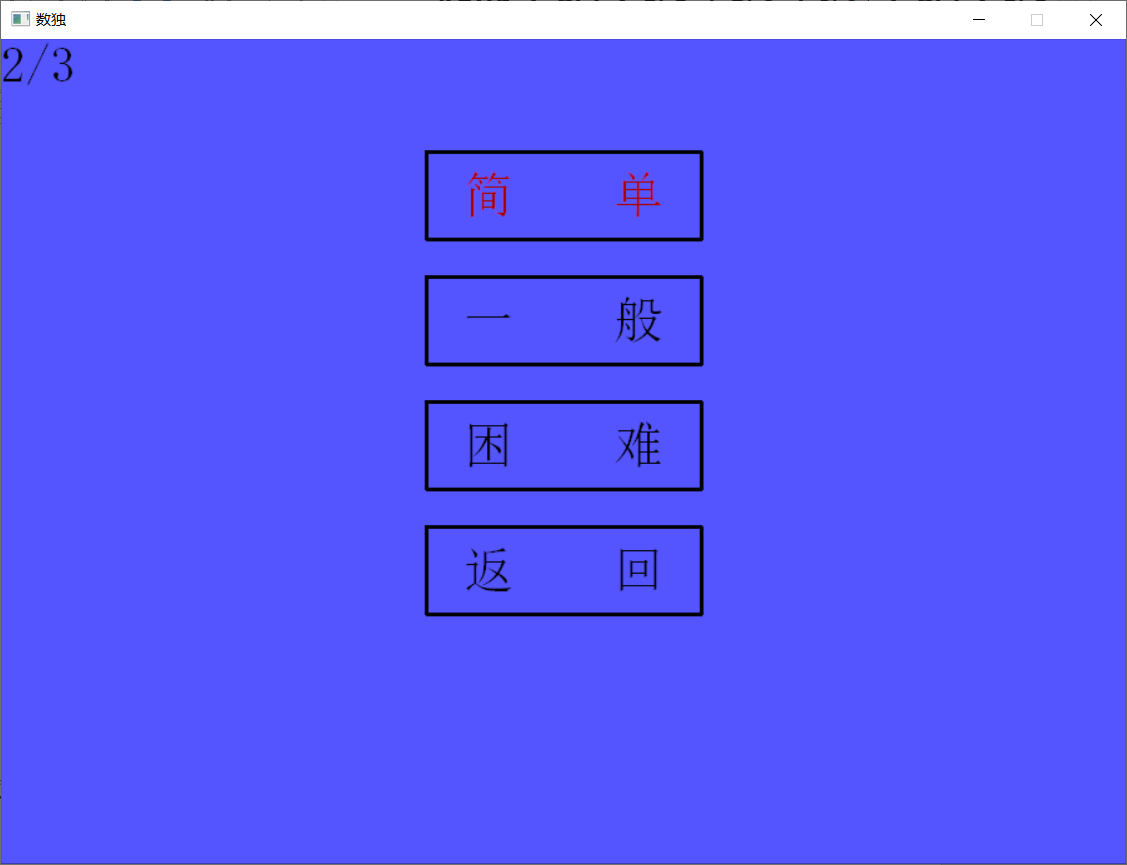 数独
2/3
简 单
一 般
困 难
返 回